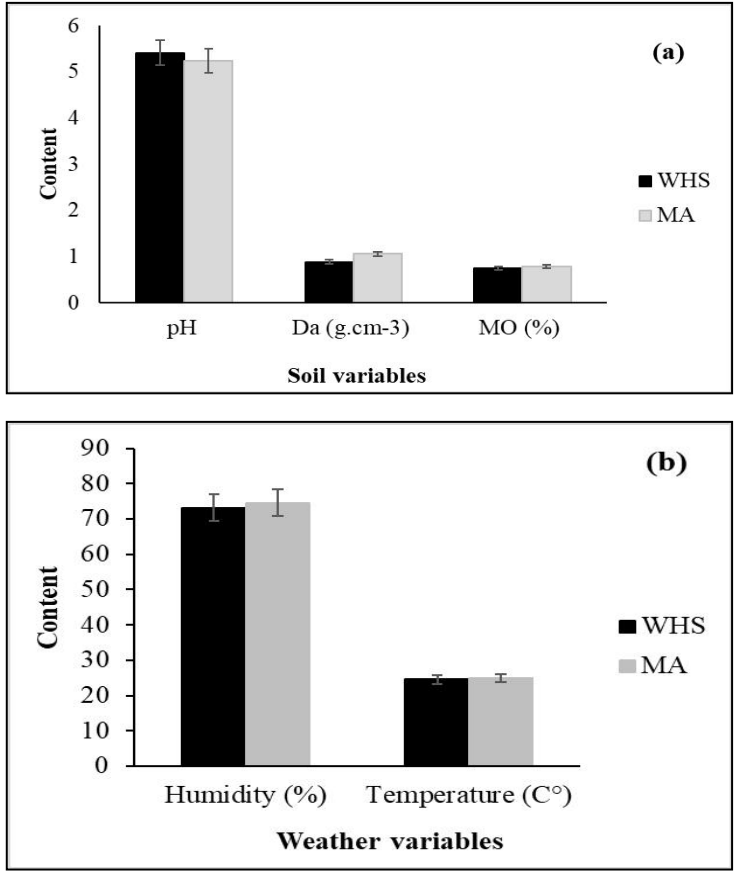 (a)
6
5
4
3
2
1
0
Content
WHS
MA
pH Da (g.cm-3) MO (%)
Soil variables
(b)
90
80
70
60
50
40
30
20
10
0
Content
WHS
MA
Humidity (%) Temperature (C°)
Weather variables